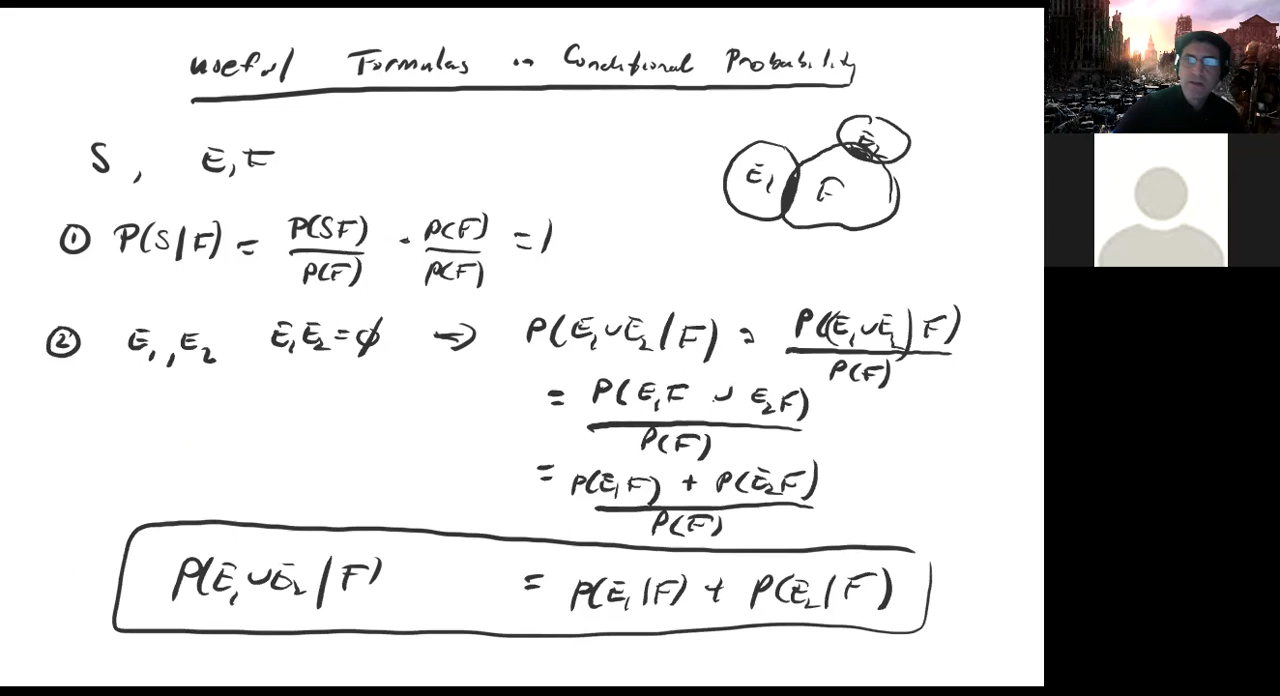 useful Formulas in Conditional Probability
S, E, F
E1 F E2
① P(S|F) = P(SF)/P(F) = P(F)/P(F) = 1
② E1, E2 E1E2 = ϕ ⇒ P(E1 ∪ E2 | F) = P((E1 ∪ E2) F)/P(F)
= P(E1F ∪ E2F)/P(F)
= P(E1F) + P(E2F)/P(F)
P(E1 ∪ E2 | F) = P(E1|F) + P(E2|F)